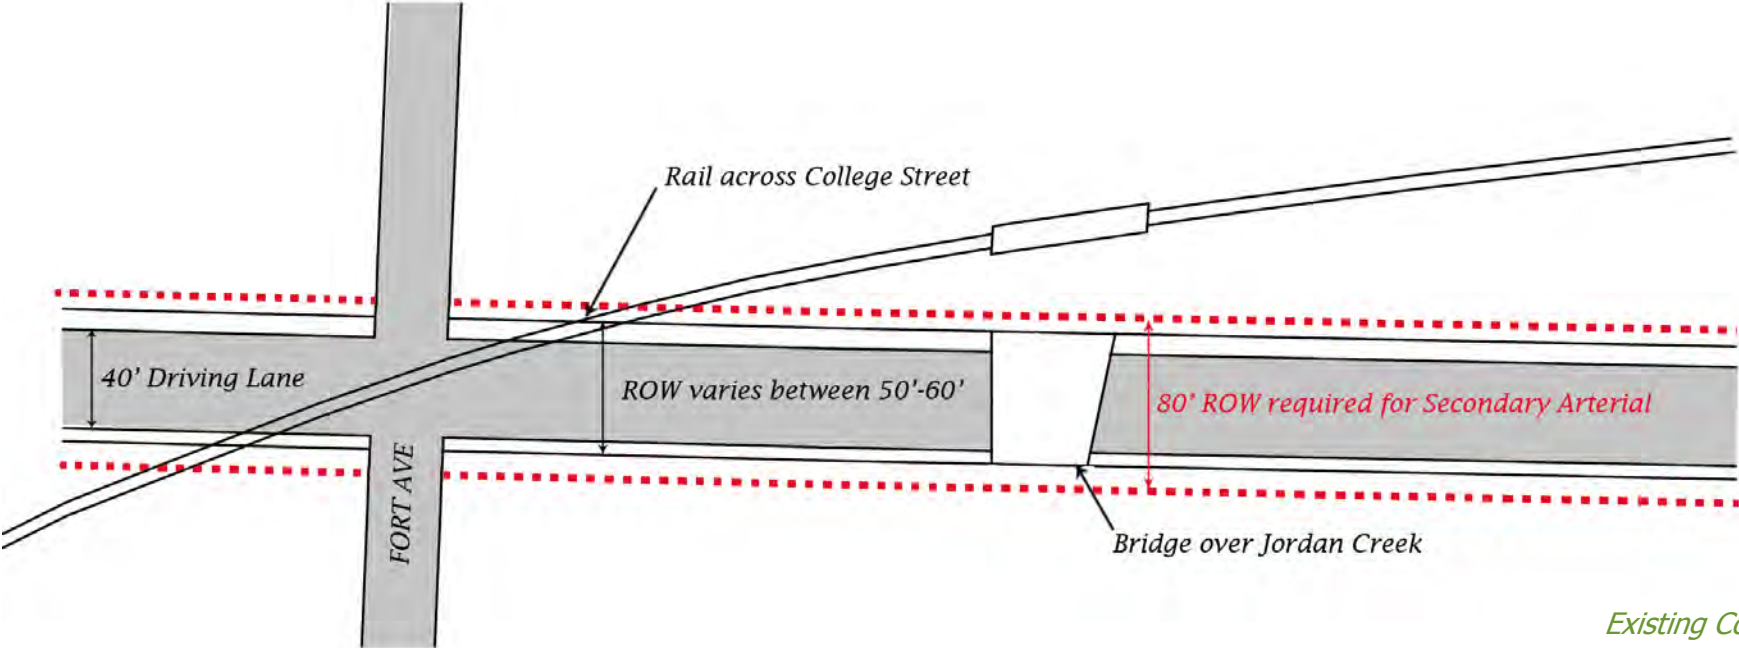 Rail across College Street
40' Driving Lane
ROW varies between 50'-60'
80' ROW required for Secondary Arterial
FORT AVE
Bridge over Jordan Creek
Existing